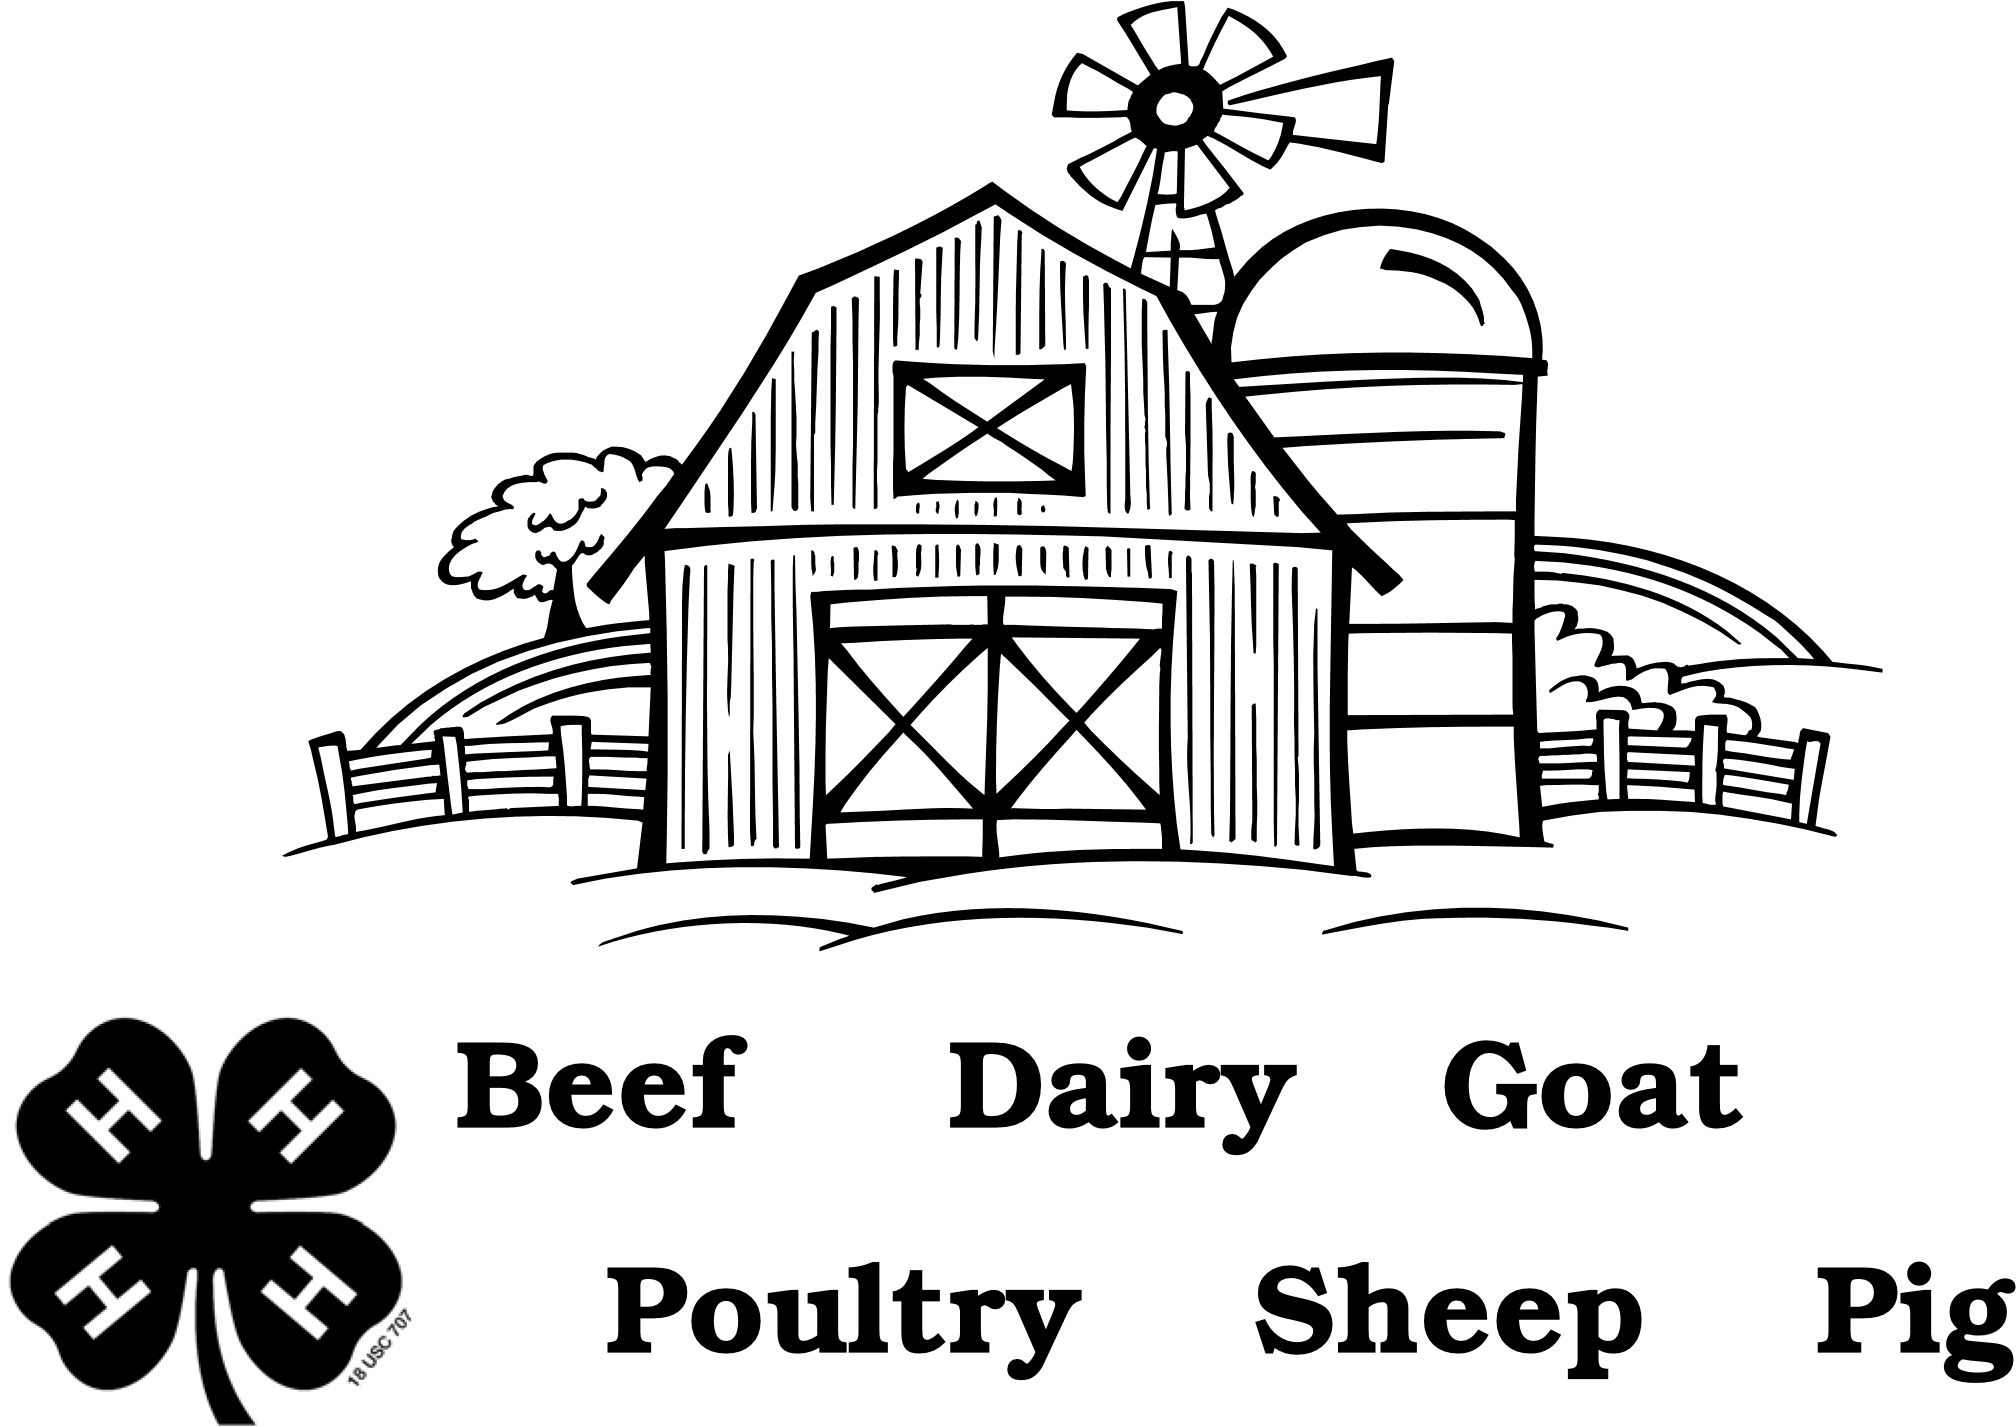 Beef Dairy Goat
H H
H H
Poultry Sheep Pig
18 USC 707